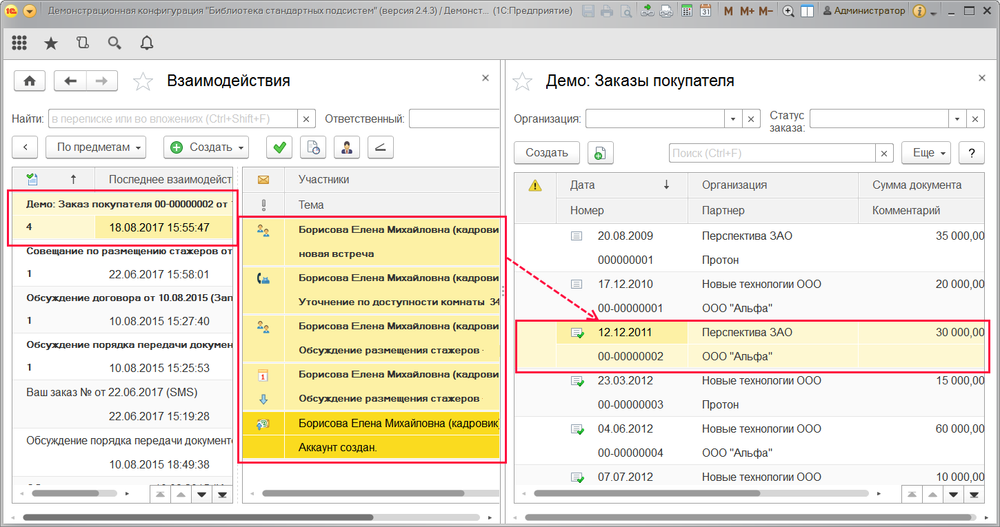 Демонстрационная конфигурация "Библиотека стандартных подсистем" (версия 2.4.3) / Демонст... (1С:Предприятие)
31 M M+ M- Администратор
Взаимодействия
Найти: в переписке или во вложениях (Ctrl+Shift+F) Ответственный:
По предметам Создать
Последнее взаимодейст
Демо: Заказ покупателя 00-00000002 от
4 18.08.2017 15:55:47
Совещание по размещению стажеров от
1 22.06.2017 15:58:01
Обсуждение договора от 10.08.2015 (Зап
1 10.08.2015 15:27:40
Обсуждение порядка передачи докумен
1 10.08.2015 15:25:53
Ваш заказ № от 22.06.2017 (SMS)
22.06.2017 15:19:28
Обсуждение порядка передачи документо
10.08.2015 18:49:38
Участники
Тема
Борисова Елена Михайловна (кадровик
новая встреча
Борисова Елена Михайловна (кадровик
Уточнение по доступности комнаты 34
Борисова Елена Михайловна (кадровик
Обсуждение размещения стажеров
Борисова Елена Михайловна (кадровик
Обсуждение размещения стажеров
Борисова Елена Михайловна (кадровик)
Аккаунт создан.
Демо: Заказы покупателя
Организация: Статус
заказа:
Создать Поиск (Ctrl+F) Еще ?
Дата Организация Сумма документа
Номер Партнер Комментарий
20.08.2009 Перспектива ЗАО 35 000,00
000000001 Протон
17.12.2010 Новые технологии ООО 20 000,00
00-00000001 ООО "Альфа"
12.12.2011 Перспектива ЗАО 30 000,00
00-00000002 ООО "Альфа"
23.03.2012 Новые технологии ООО 15 000,00
00-00000003 Протон
04.06.2012 Новые технологии ООО 60 000,00
00-00000004 ООО "Альфа"
07.07.2012 Новые технологии ООО 10 000,00